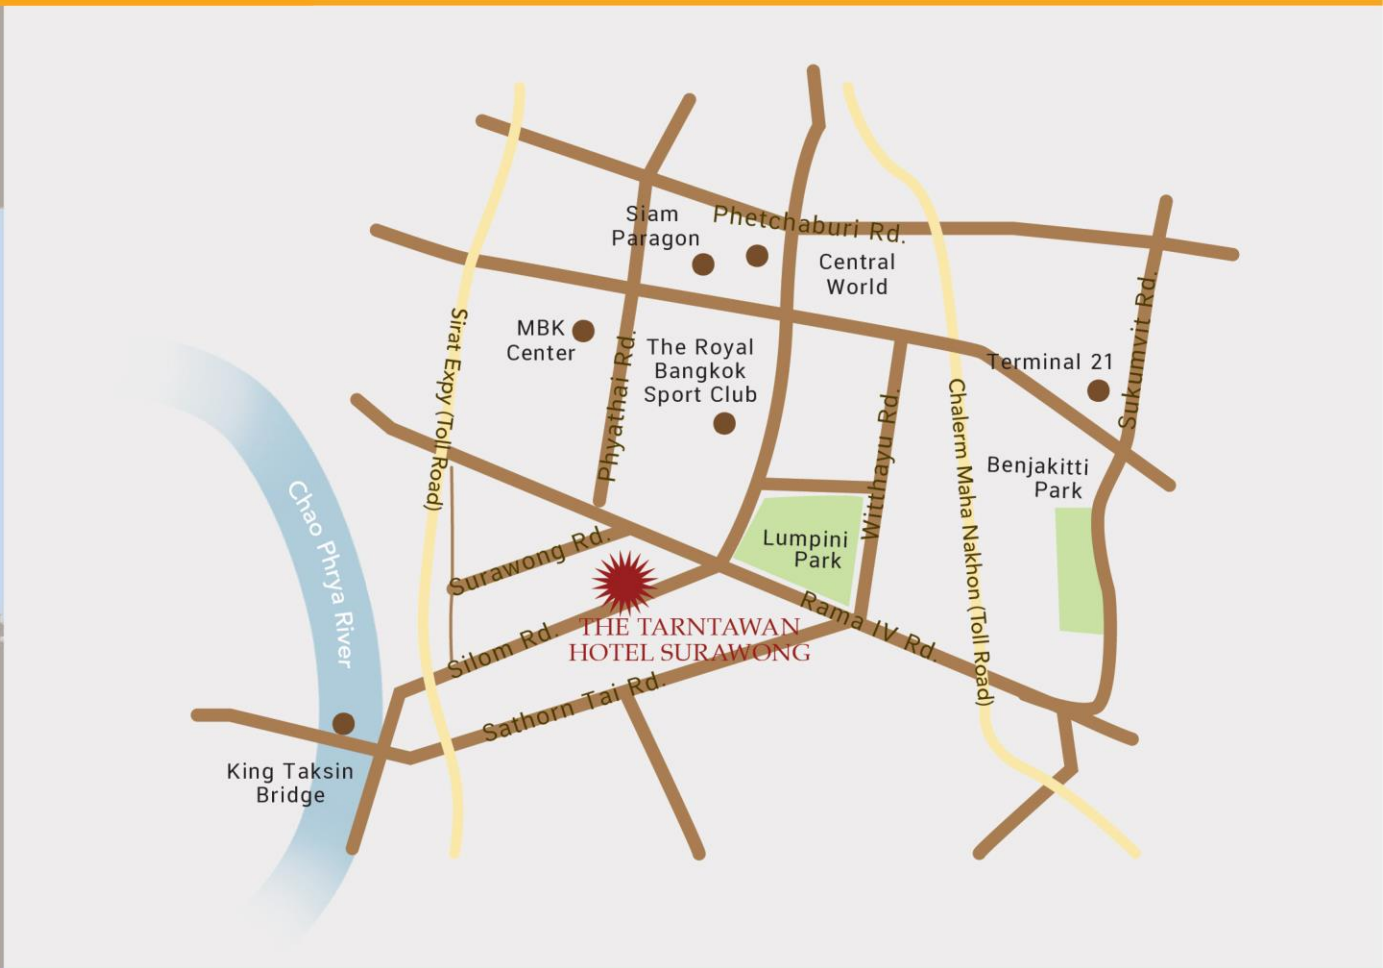 Siam
Paragon
Phetchaburi Rd.
Central
World
MBK
Center
The Royal
Bangkok
Sport Club
Terminal 21
Sukumvit Rd.
Sirat Expy (Toll Road)
Phyathai Rd.
Witthayu Rd.
Chalerm Maha Nakhon (Toll Road)
Benjakitti
Park
Chao Phrya River
Lumpini
Park
Surawong Rd.
Rama IV Rd.
THE TARNTAWAN
HOTEL SURAWONG
Silom Rd.
Sathorn Tai Rd.
King Taksin
Bridge